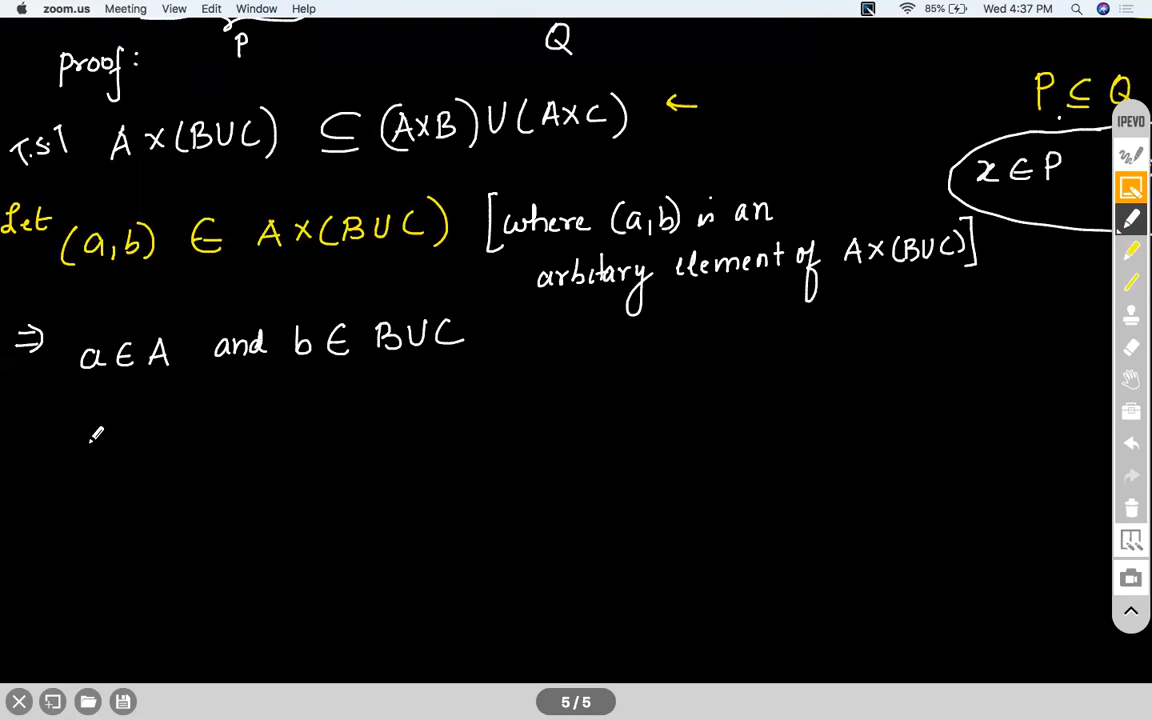 zoom.us Meeting View Edit Window Help 85% Wed 4:37 PM
P Q
proof:
P ⊆ Q
IPEVO
T.S.T A×(B∪C) ⊆ (A×B)∪(A×C) ←
x ∈ P
Let (a,b) ∈ A×(B∪C) [where (a,b) is an
arbitary element of A×(B∪C)]
⇒ a∈A and b∈ B∪C
5/5